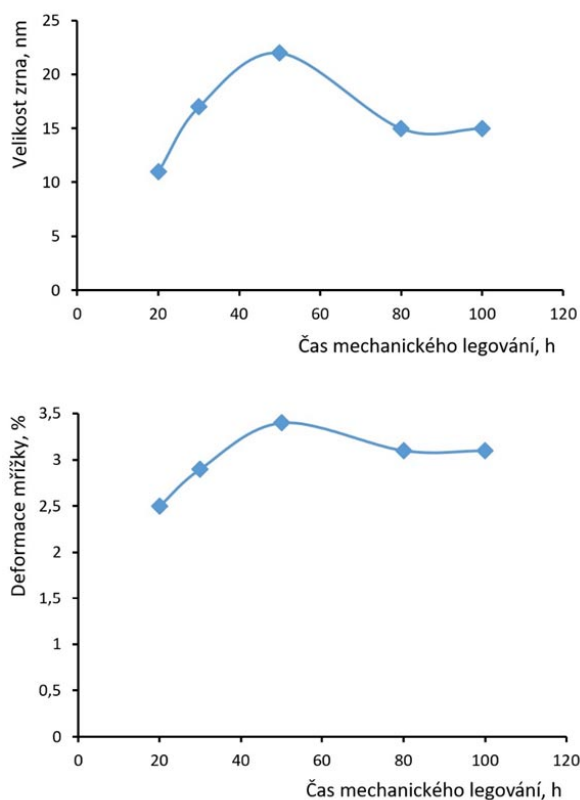 25
20
15
10
5
0
Velikost zrna, nm
0 20 40 60 80 100 120
Čas mechanického legování, h
3,5
3
2,5
2
1,5
1
0,5
0
Deformace mřížky, %
0 20 40 60 80 100 120
Čas mechanického legování, h